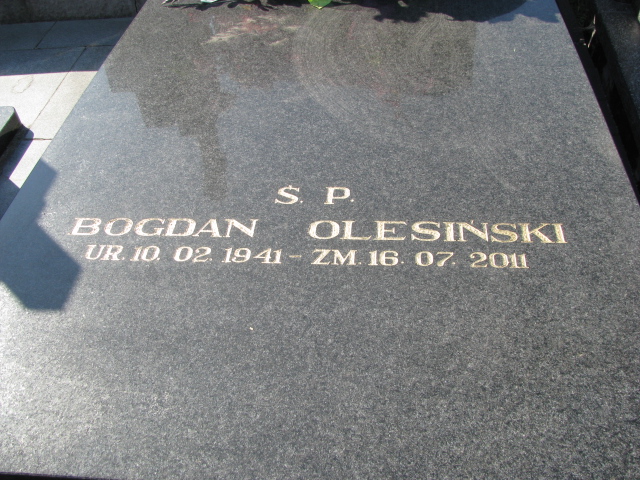 Ś. P.
BOGDAN OLESIŃSKI
UR. 10. 02. 1941 - ZM. 16. 07. 2011